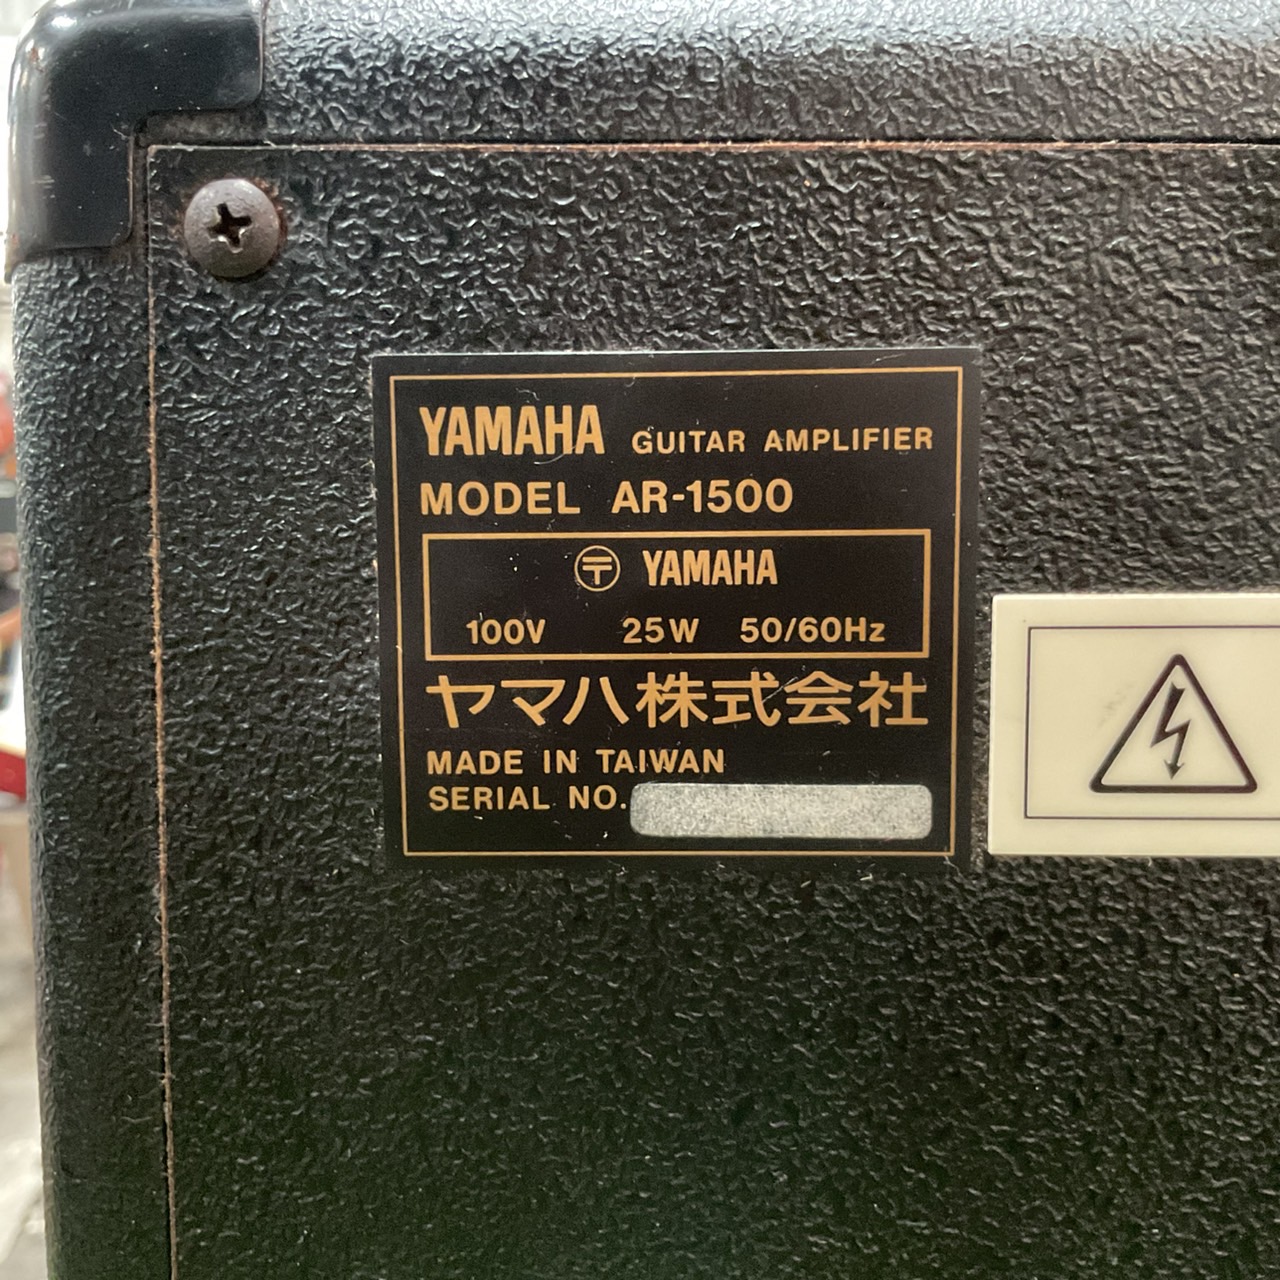 YAMAHA GUITAR AMPLIFIER
MODEL AR-1500
〶 YAMAHA
100V 25W 50/60Hz
ヤマハ株式会社
MADE IN TAIWAN
SERIAL NO.